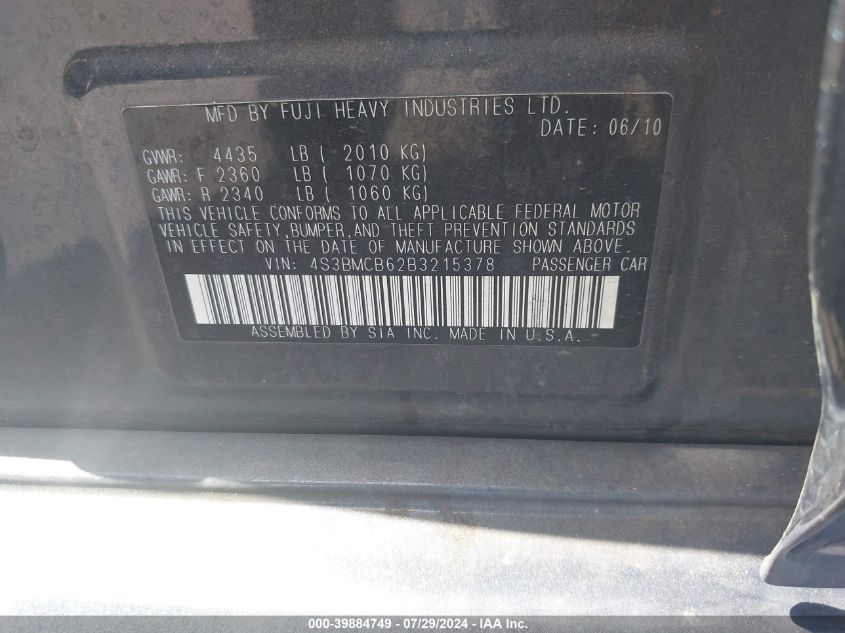 MFD BY FUJI HEAVY INDUSTRIES LTD.
DATE: 06/10
GVWR: 4435 LB ( 2010 KG)
GAWR: F 2360 LB ( 1070 KG)
GAWR: R 2340 LB ( 1060 KG)
THIS VEHICLE CONFORMS TO ALL APPLICABLE FEDERAL MOTOR
VEHICLE SAFETY, BUMPER, AND THEFT PREVENTION STANDARDS
IN EFFECT ON THE DATE OF MANUFACTURE SHOWN ABOVE.
VIN: 4S3BMCB62B3215378 PASSENGER CAR
ASSEMBLED BY SIA INC. MADE IN U.S.A.
000-39884749 - 07/29/2024 - IAA Inc.